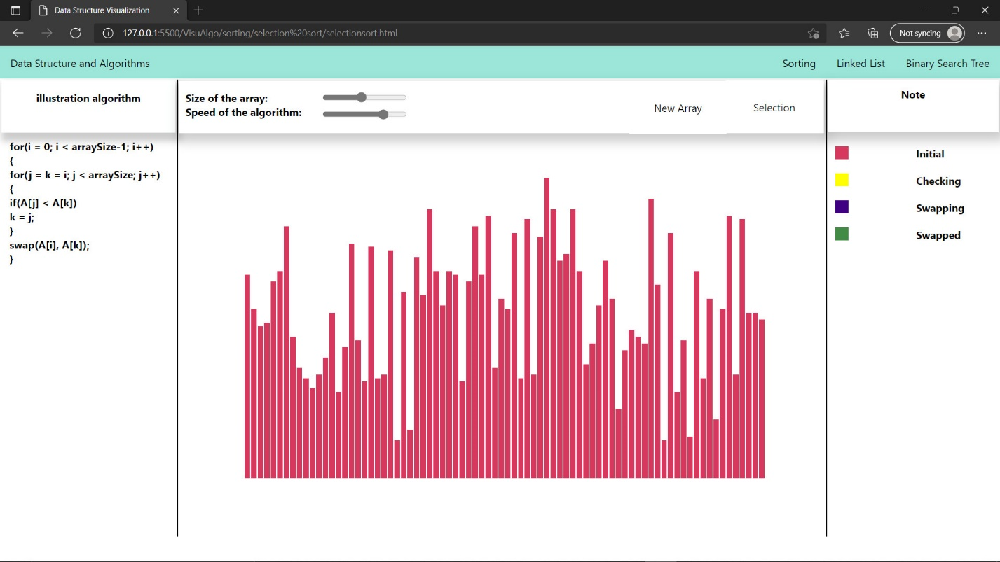 Data Structure Visualization
127.0.0.1:5500/VisuAlgo/sorting/selection%20sort/selectionsort.html
Not syncing
Data Structure and Algorithms
Sorting
Linked List
Binary Search Tree
illustration algorithm
for(i = 0; i < arraySize-1; i++)
{
for(j = k = i; j < arraySize; j++)
{
if(A[j] < A[k])
k = j;
}
swap(A[i], A[k]);
}
Size of the array:
Speed of the algorithm:
New Array
Selection
Note
Initial
Checking
Swapping
Swapped